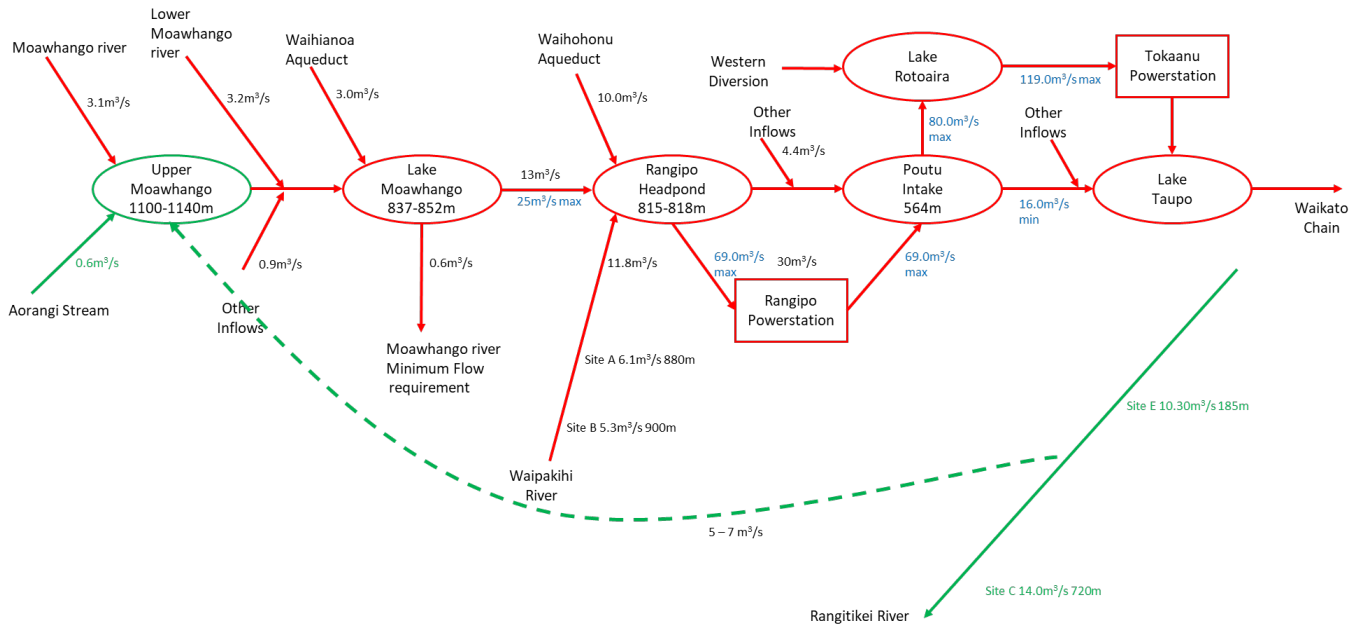 Moawhango river
3.1m³/s
Lower
Moawhango
river
3.2m³/s
Waihianoa
Aqueduct
3.0m³/s
Waihohonu
Aqueduct
10.0m³/s
Western
Diversion
Lake
Rotoaira
119.0m³/s max
Tokaanu
Powerstation
Other
Inflows
4.4m³/s
80.0m³/s
max
Other
Inflows
Upper
Moawhango
1100-1140m
Lake
Moawhango
837-852m
13m³/s
25m³/s max
Rangipo
Headpond
815-818m
Poutu
Intake
564m
16.0m³/s
min
Lake
Taupo
Waikato
Chain
0.6m³/s
Aorangi Stream
0.9m³/s
Other
Inflows
0.6m³/s
Moawhango river
Minimum Flow
requirement
11.8m³/s
69.0m³/s
max
30m³/s
Rangipo
Powerstation
69.0m³/s
max
Site A 6.1m³/s 880m
Site B 5.3m³/s 900m
Waipakihi
River
5 – 7 m³/s
Site E 10.30m³/s 185m
Site C 14.0m³/s 720m
Rangitikei River